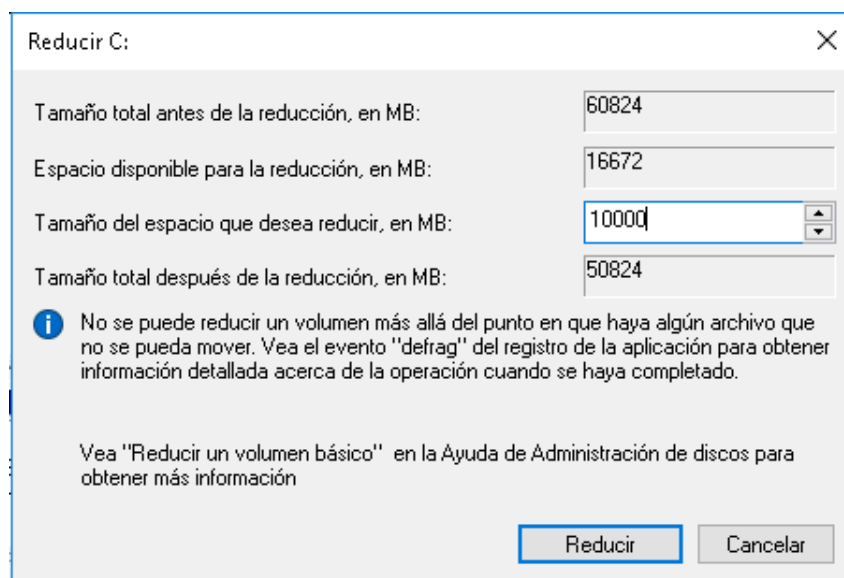 Reducir C:
Tamaño total antes de la reducción, en MB: 60824
Espacio disponible para la reducción, en MB: 16672
Tamaño del espacio que desea reducir, en MB: 10000
Tamaño total después de la reducción, en MB: 50824
No se puede reducir un volumen más allá del punto en que haya algún archivo que
no se pueda mover. Vea el evento "defrag" del registro de la aplicación para obtener
información detallada acerca de la operación cuando se haya completado.
Vea "Reducir un volumen básico" en la Ayuda de Administración de discos para
obtener más información
Reducir Cancelar